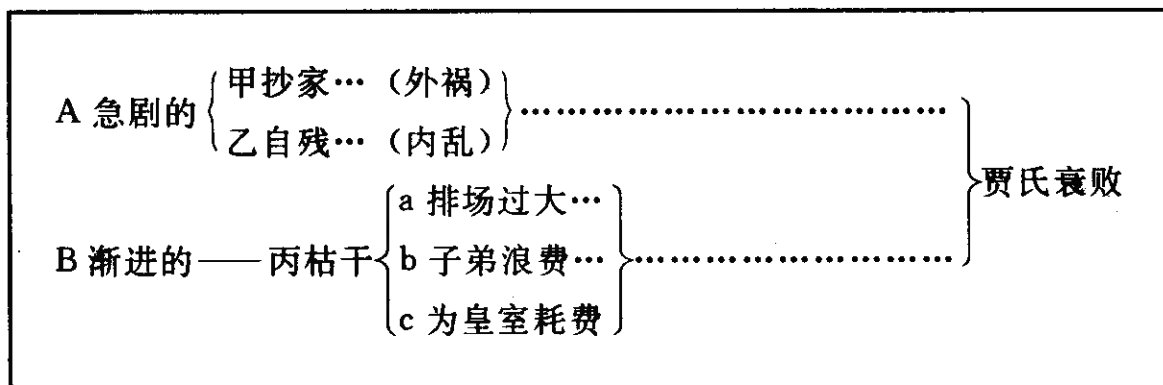 甲抄家…（外祸）
A 急剧的
乙自残…（内乱）
贾氏衰败
a 排场过大…
B 渐进的——丙枯干
b 子弟浪费…
c 为皇室耗费